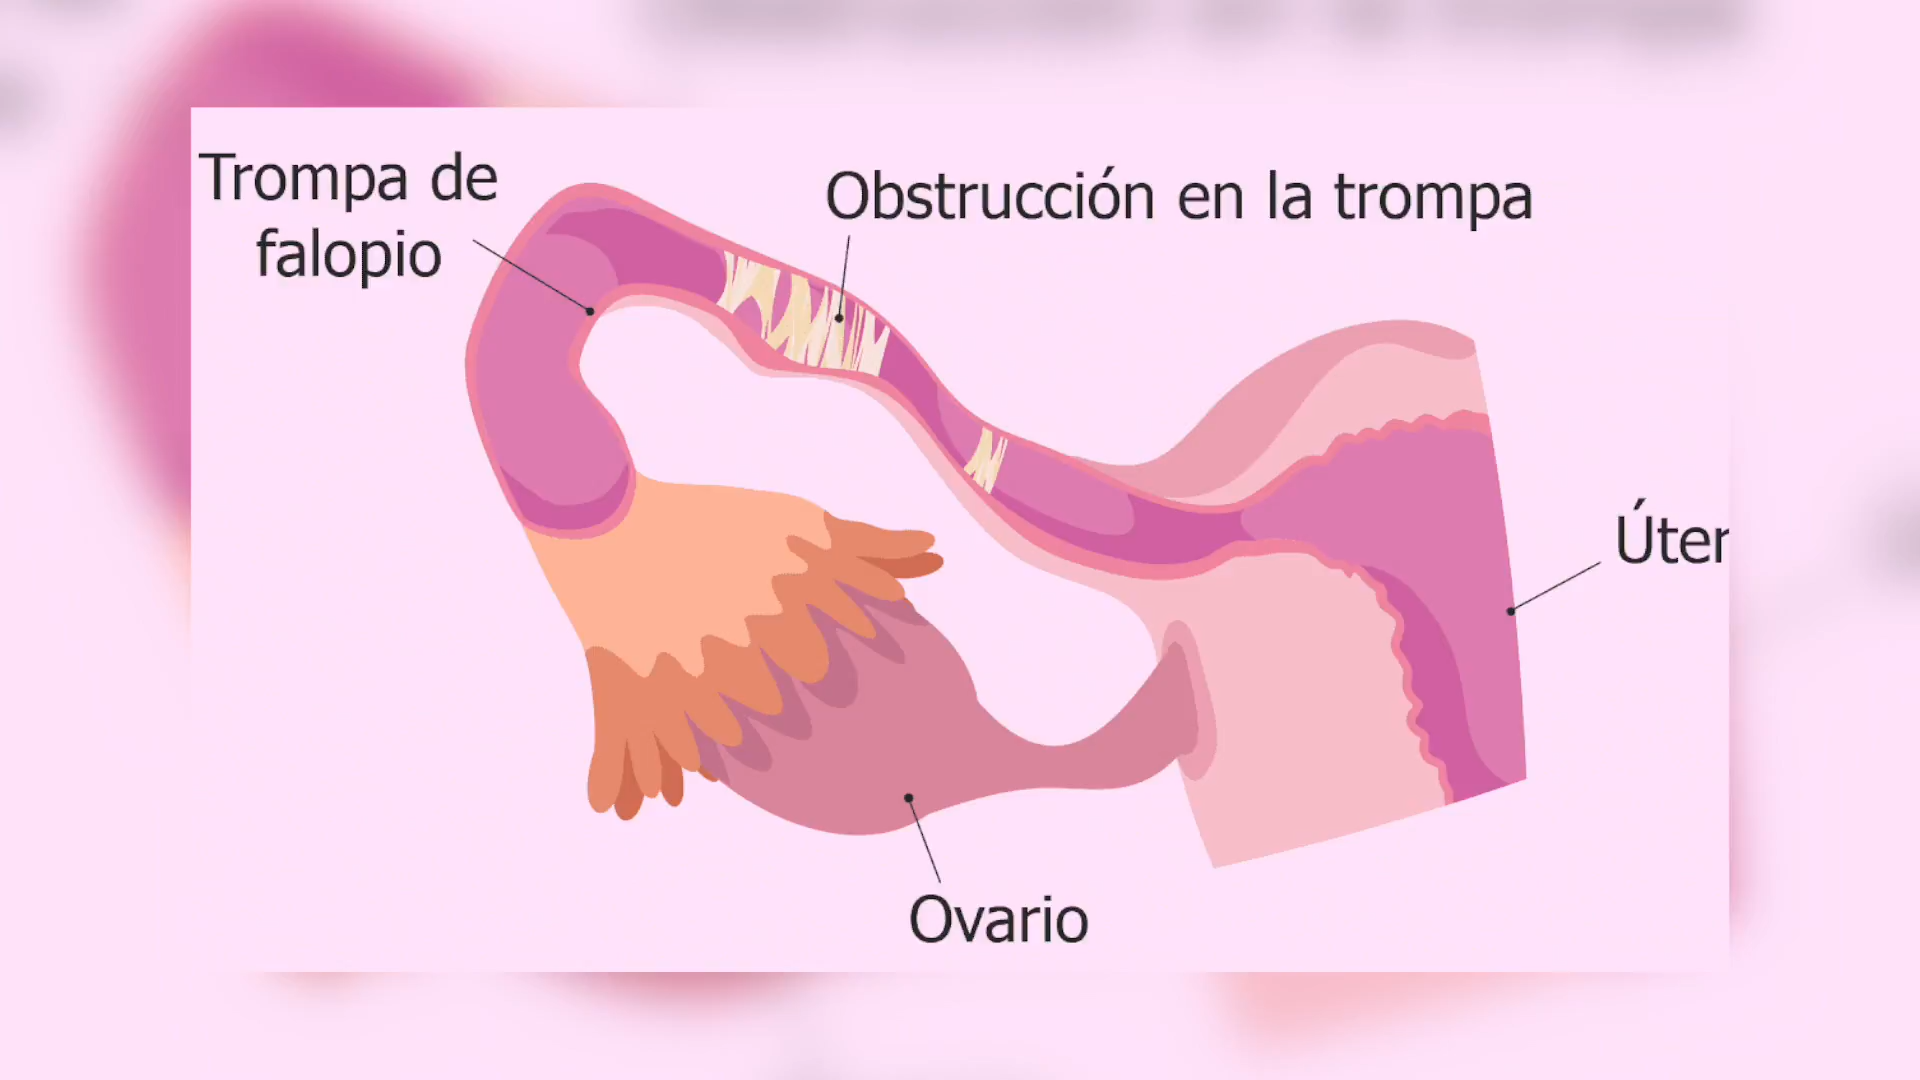 Trompa de
falopio
Obstrucción en la trompa
Úter
Ovario